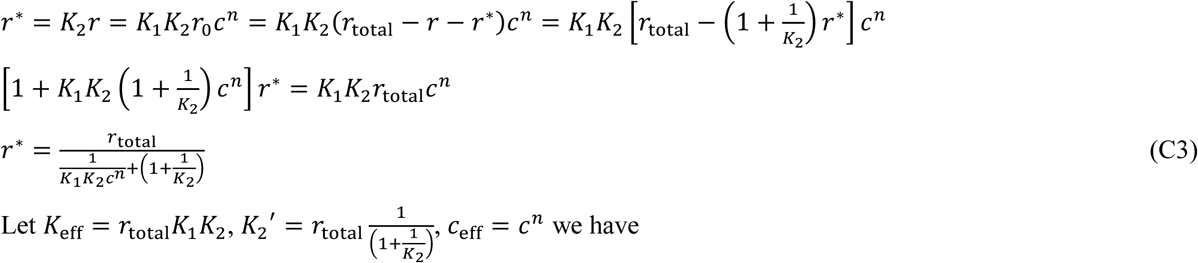 r* = K₂r = K₁K₂r₀cⁿ = K₁K₂(r_total − r − r*)cⁿ = K₁K₂ [r_total − (1 + 1/K₂) r*] cⁿ
[1 + K₁K₂ (1 + 1/K₂) cⁿ] r* = K₁K₂r_total cⁿ
r* = r_total / (1/(K₁K₂cⁿ) + (1 + 1/K₂)) (C3)
Let K_eff = r_total K₁K₂, K₂′ = r_total 1/(1 + 1/K₂), c_eff = cⁿ we have